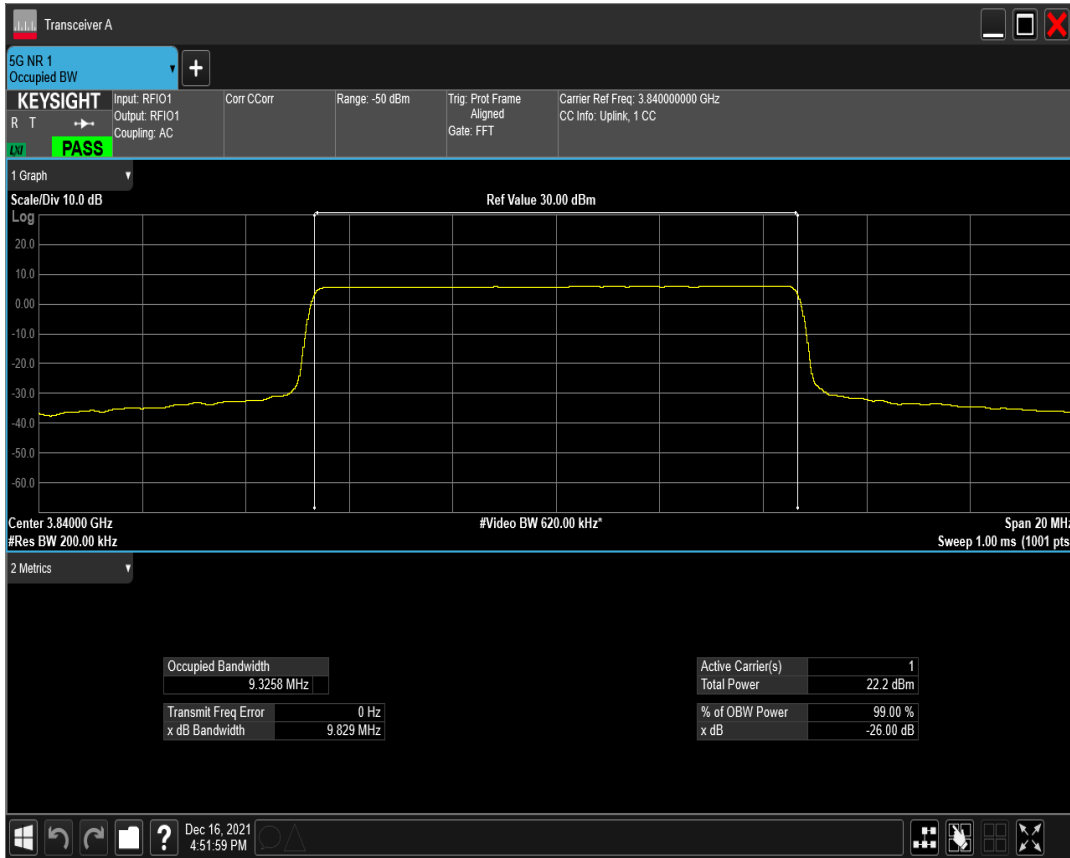 Transceiver A
5G NR 1
Occupied BW
KEYSIGHT
R T
LXI
PASS
Input: RFIO1
Output: RFIO1
Coupling: AC
Corr CCorr
Range: -50 dBm
Trig: Prot Frame
Aligned
Gate: FFT
Carrier Ref Freq: 3.840000000 GHz
CC Info: Uplink, 1 CC
1 Graph
Scale/Div 10.0 dB
Ref Value 30.00 dBm
Log
20.0
10.0
0.00
-10.0
-20.0
-30.0
-40.0
-50.0
-60.0
Center 3.84000 GHz
#Video BW 620.00 kHz*
Span 20 MHz
#Res BW 200.00 kHz
Sweep 1.00 ms (1001 pts
2 Metrics
Occupied Bandwidth
9.3258 MHz
Transmit Freq Error 0 Hz
x dB Bandwidth 9.829 MHz
Active Carrier(s) 1
Total Power 22.2 dBm
% of OBW Power 99.00 %
x dB -26.00 dB
?
Dec 16, 2021
4:51:59 PM